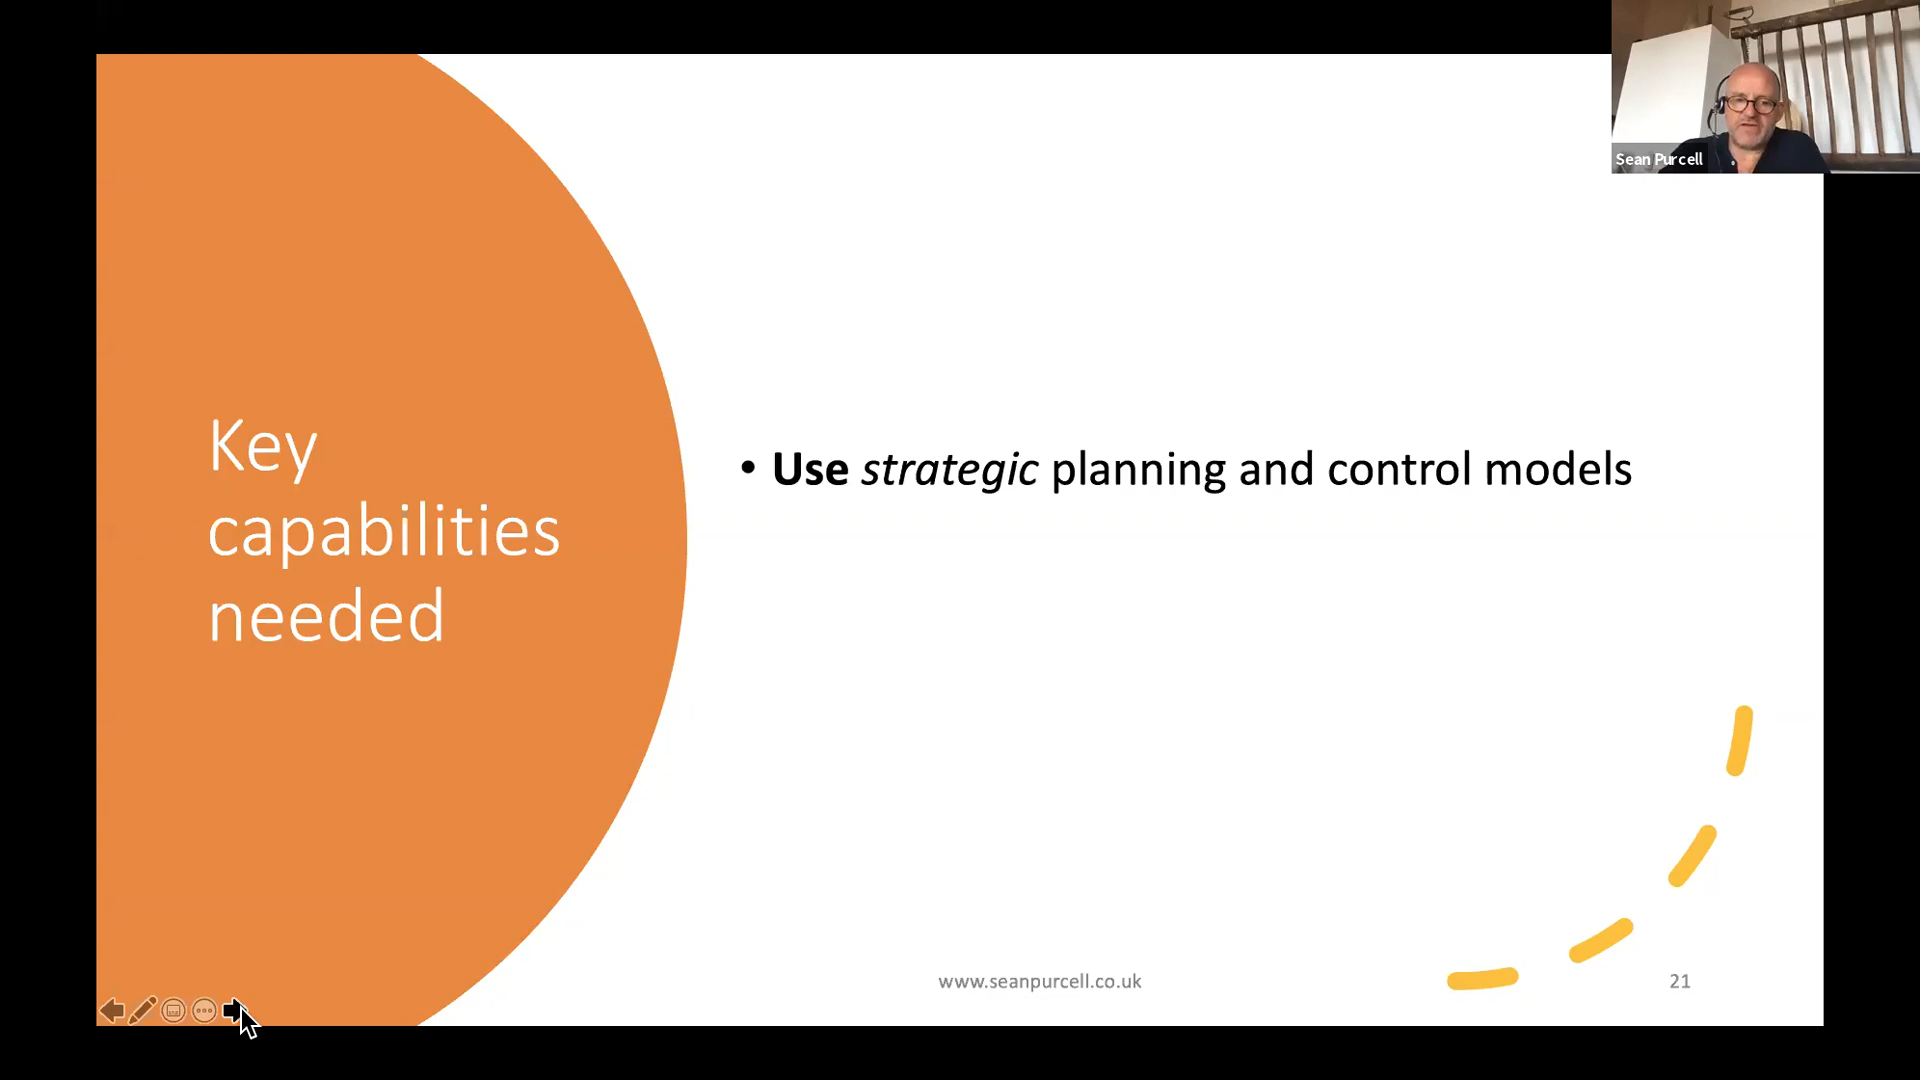 Sean Purcell
Key
capabilities
needed
• Use strategic planning and control models
www.seanpurcell.co.uk
21